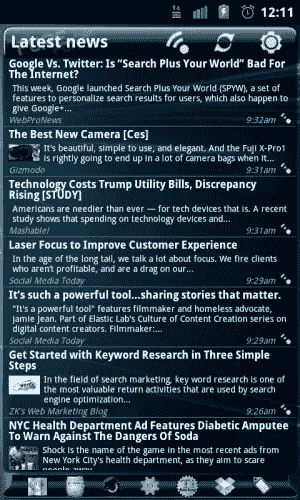 12:11
Latest news
Google Vs. Twitter: Is “Search Plus Your World” Bad For
The Internet?
This week, Google launched Search Plus Your World (SPYW), a set of
features to personalize search results for users, which also happen to
give Google+...
WebProNews 9:32am
The Best New Camera [Ces]
It's beautiful, simple to use, and elegant. And the Fuji X-Pro1
is rightly going to end up in a lot of camera bags when it...
Gizmodo 9:31am
Technology Costs Trump Utility Bills, Discrepancy
Rising [STUDY]
Americans are needier than ever — for tech devices that is. A recent
study shows that spending on technology devices and...
Mashable! 9:31am
Laser Focus to Improve Customer Experience
In the age of the long tail, we talk a lot about focus. We fire clients
who aren’t profitable, and are a drag on our...
Social Media Today 9:29am
It’s such a powerful tool...sharing stories that matter.
"It's a powerful tool" features filmmaker and homeless advocate,
Jamie Jean. Part of Elastic Lab's Culture of Content Creation series on
digital content creators. Filmmaker:...
Social Media Today 9:29am
Get Started with Keyword Research in Three Simple
Steps
In the field of search marketing, key word research is one of
the most valuable return activities that are used by search
engine optimization...
ZK's Web Marketing Blog 9:26am
NYC Health Department Ad Features Diabetic Amputee
To Warn Against The Dangers Of Soda
Shock is the name of the game in the most recent ads from
New York City's health department, as they aim to scare
people away